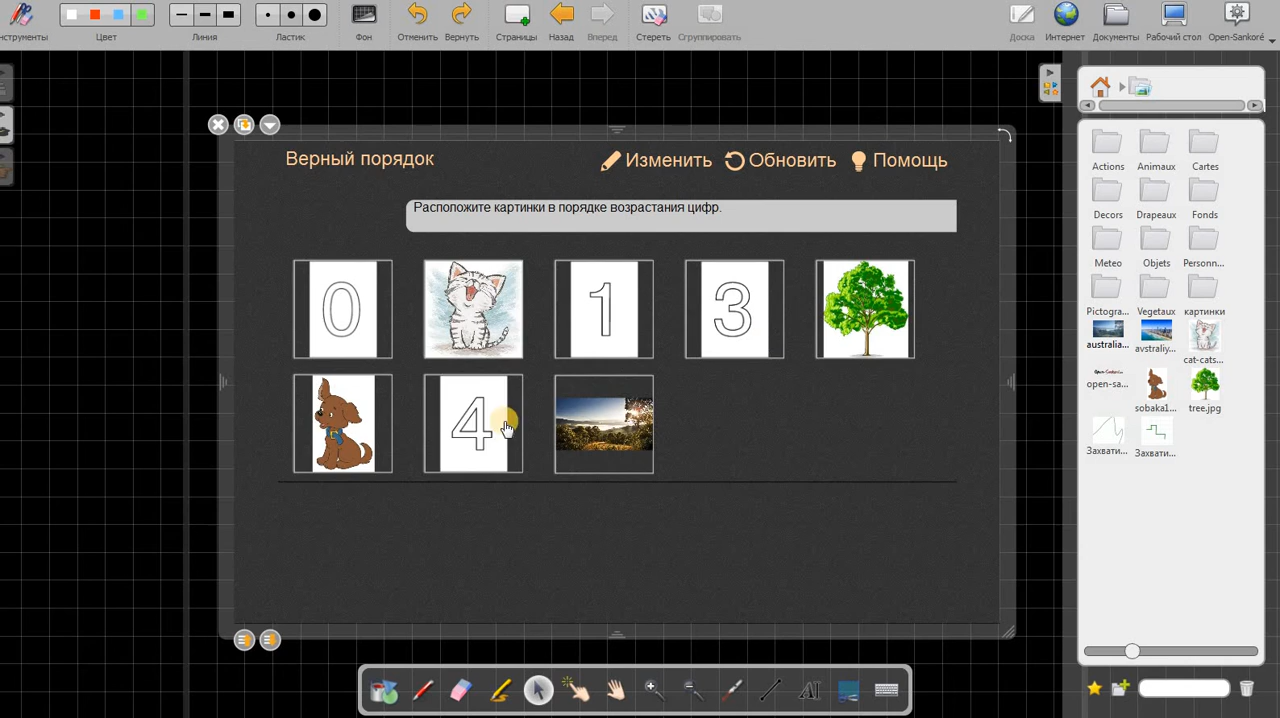 нструменты
Цвет
Линия
Ластик
Фон
Отменить
Вернуть
Страницы
Назад
Вперед
Стереть
Сгруппировать
Доска
Интернет
Документы
Рабочий стол
Open-Sankoré
Верный порядок
Изменить
Обновить
Помощь
Расположите картинки в порядке возрастания цифр.
0
1
3
4
Actions
Animaux
Cartes
Decors
Drapeaux
Fonds
Meteo
Objets
Personn...
Pictogra...
Vegetaux
картинки
australia...
avstraliy...
cat-cats...
open-sa...
sobaka1...
tree.jpg
Захвати...
Захвати...
AI